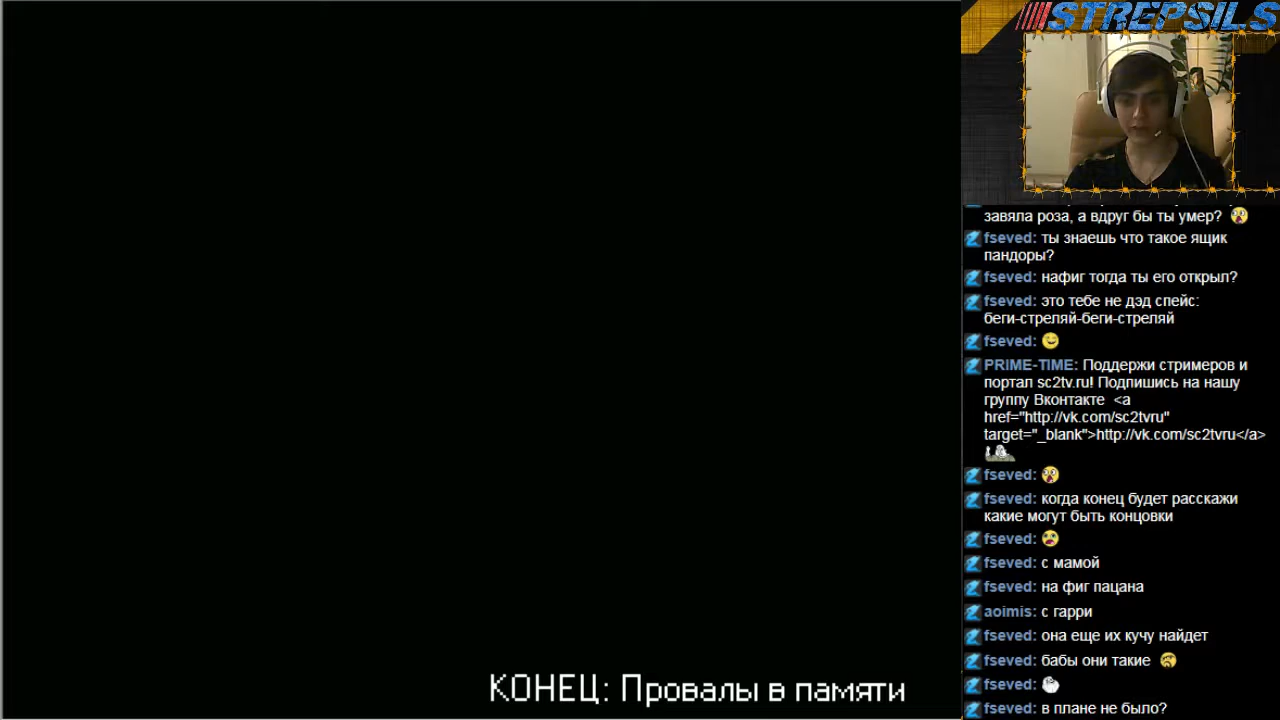 STREPSILS
завяла роза, а вдруг бы ты умер?
fseved: ты знаешь что такое ящик
пандоры?
fseved: нафиг тогда ты его открыл?
fseved: это тебе не дэд спейс:
беги-стреляй-беги-стреляй
fseved:
PRIME-TIME: Поддержи стримеров и
портал sc2tv.ru! Подпишись на нашу
группу Вконтакте <a
href="http://vk.com/sc2tvru"
target="_blank">http://vk.com/sc2tvru</a>
fseved:
fseved: когда конец будет расскажи
какие могут быть концовки
fseved:
fseved: с мамой
fseved: на фиг пацана
aoimis: с гарри
fseved: она еще их кучу найдет
fseved: бабы они такие
fseved:
fseved: в плане не было?
КОНЕЦ: Провалы в памяти